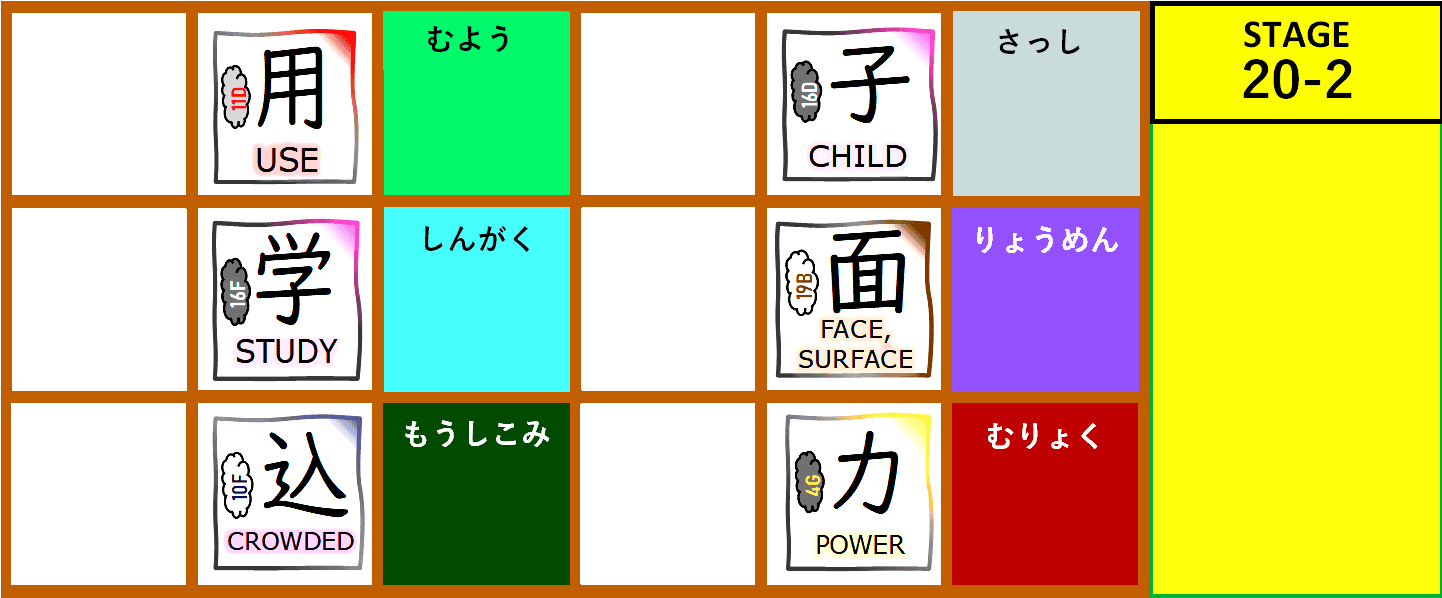 用
11D
USE
むよう
子
16D
CHILD
さっし
STAGE
20-2
学
16F
STUDY
しんがく
面
19B
FACE,
SURFACE
りょうめん
込
10F
CROWDED
もうしこみ
力
4G
POWER
むりょく